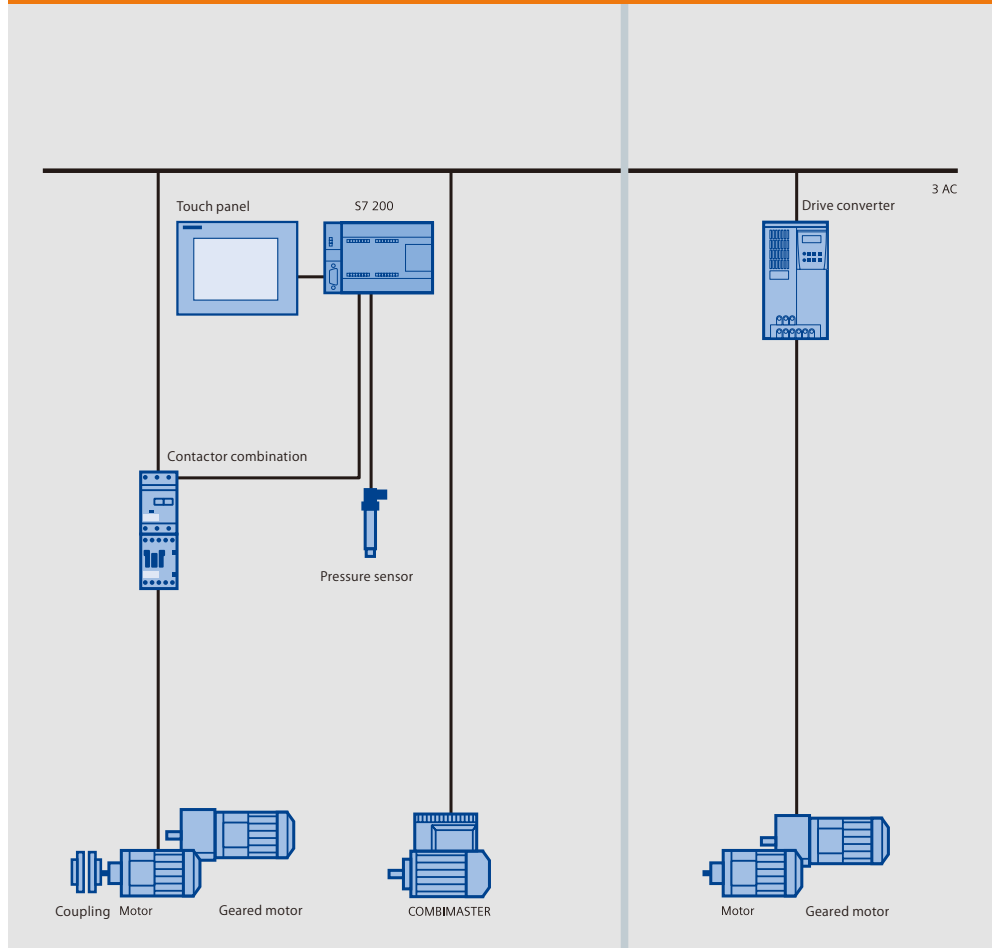 3 AC
Touch panel
S7 200
Drive converter
Contactor combination
Pressure sensor
Coupling
Motor
Geared motor
COMBIMASTER
Motor
Geared motor